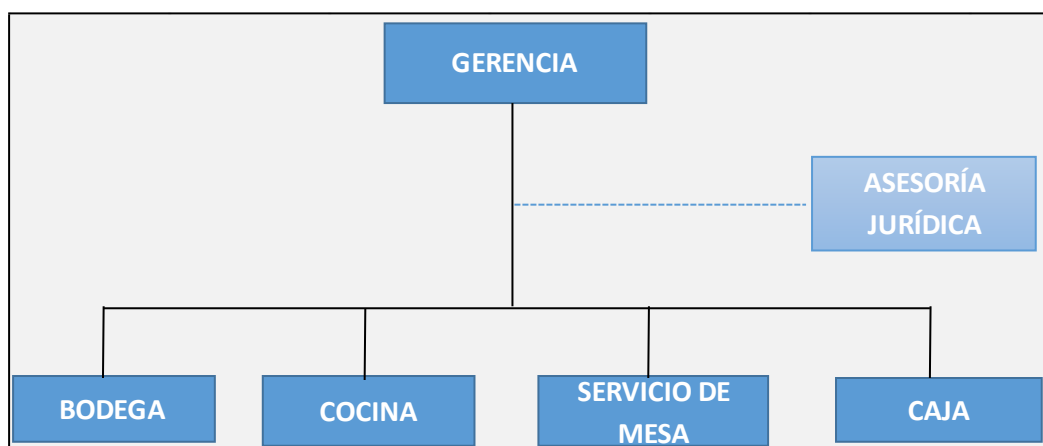 GERENCIA
ASESORÍA
JURÍDICA
BODEGA
COCINA
SERVICIO DE
MESA
CAJA